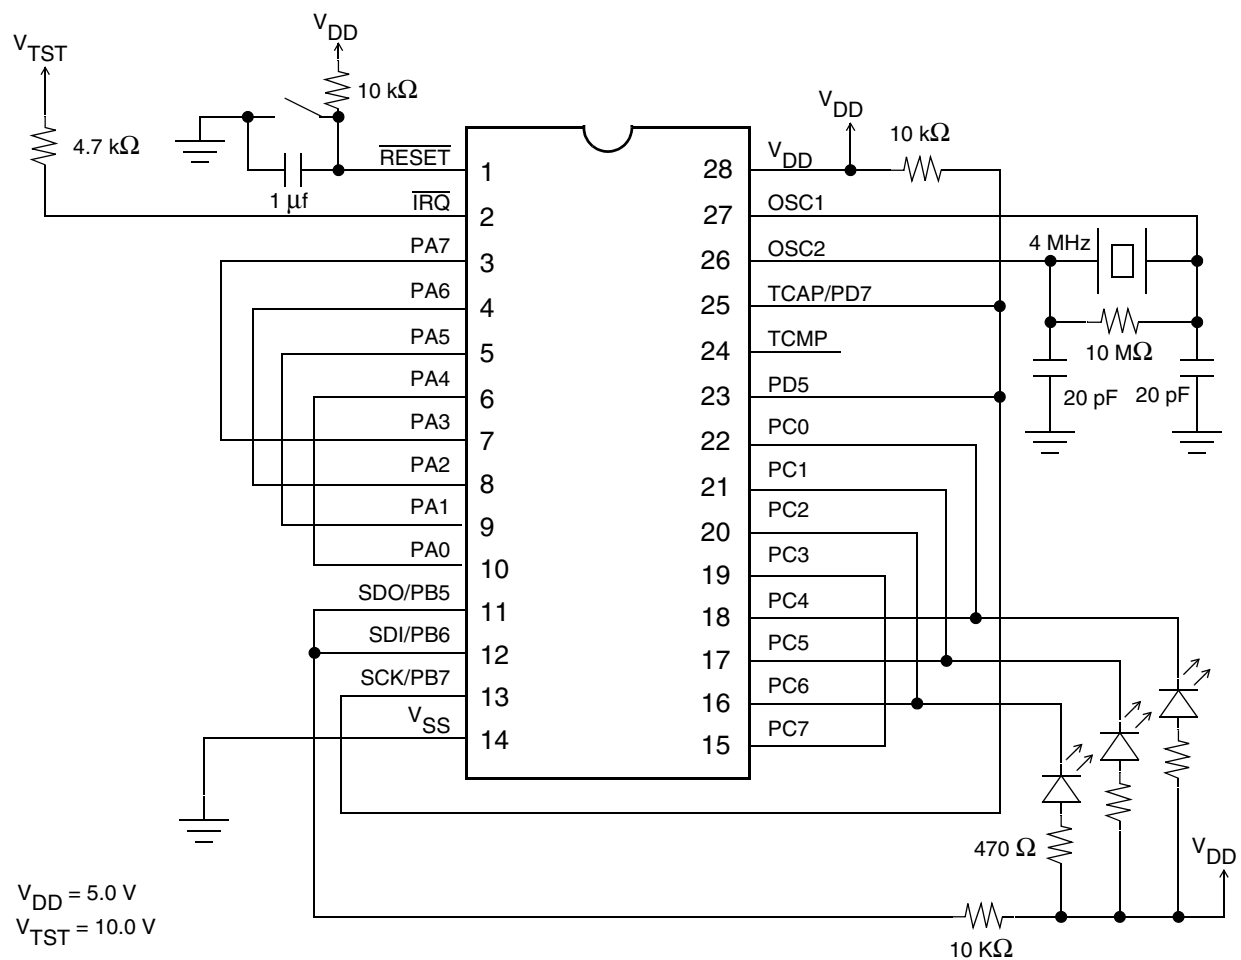 VTST
VDD
10 kΩ
4.7 kΩ
1 µf
RESET
IRQ
PA7
PA6
PA5
PA4
PA3
PA2
PA1
PA0
SDO/PB5
SDI/PB6
SCK/PB7
VSS
1
2
3
4
5
6
7
8
9
10
11
12
13
14
28
27
26
25
24
23
22
21
20
19
18
17
16
15
VDD
OSC1
OSC2
TCAP/PD7
TCMP
PD5
PC0
PC1
PC2
PC3
PC4
PC5
PC6
PC7
VDD
10 kΩ
4 MHz
10 MΩ
20 pF
20 pF
470 Ω
VDD
10 KΩ
VDD = 5.0 V
VTST = 10.0 V